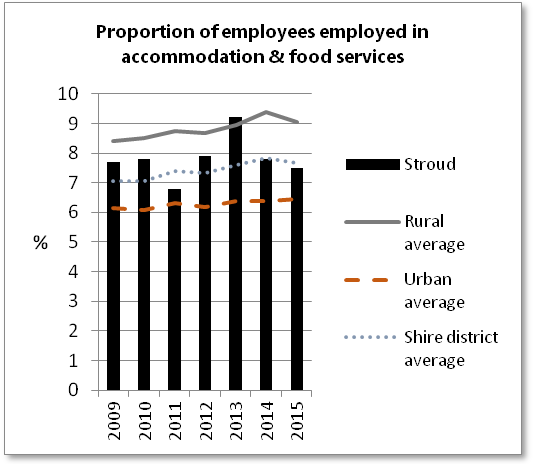 Proportion of employees employed in
accommodation & food services
10
9
8
7
6
5
4
3
2
1
0
%
2009
2010
2011
2012
2013
2014
2015
Stroud
Rural
average
Urban
average
Shire district
average